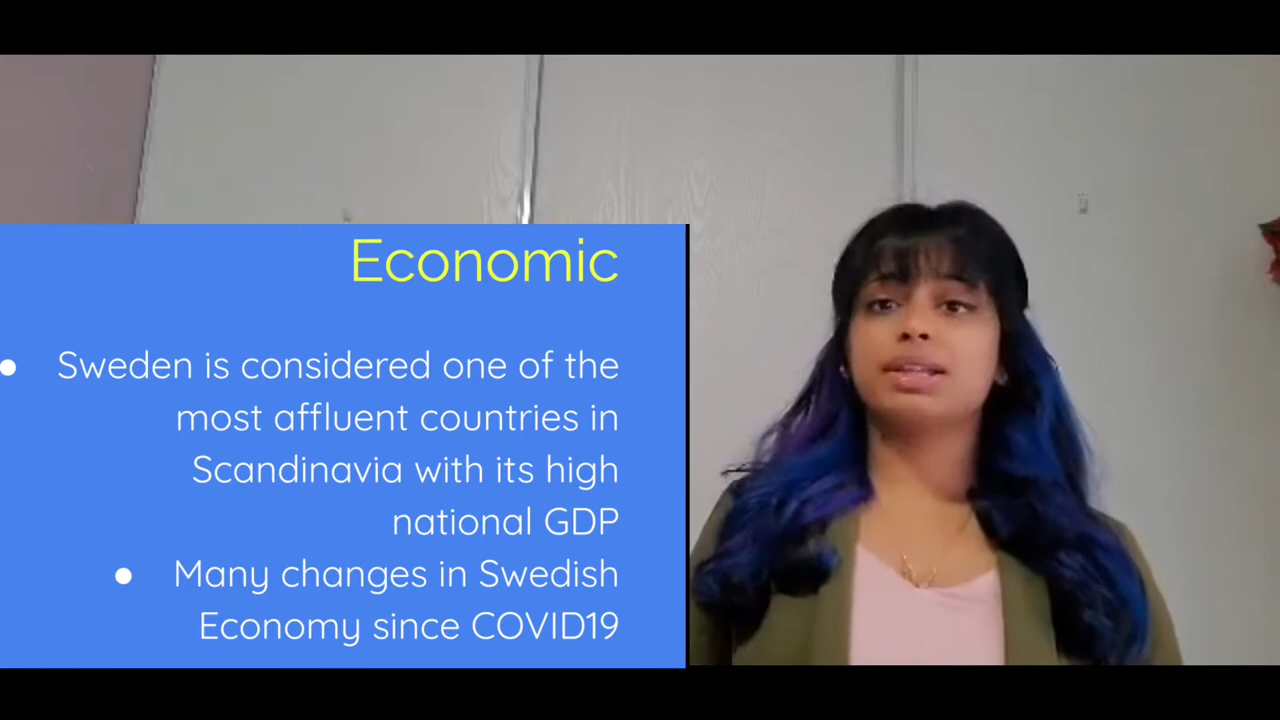 Economic
● Sweden is considered one of the
most affluent countries in
Scandinavia with its high
national GDP
● Many changes in Swedish
Economy since COVID19